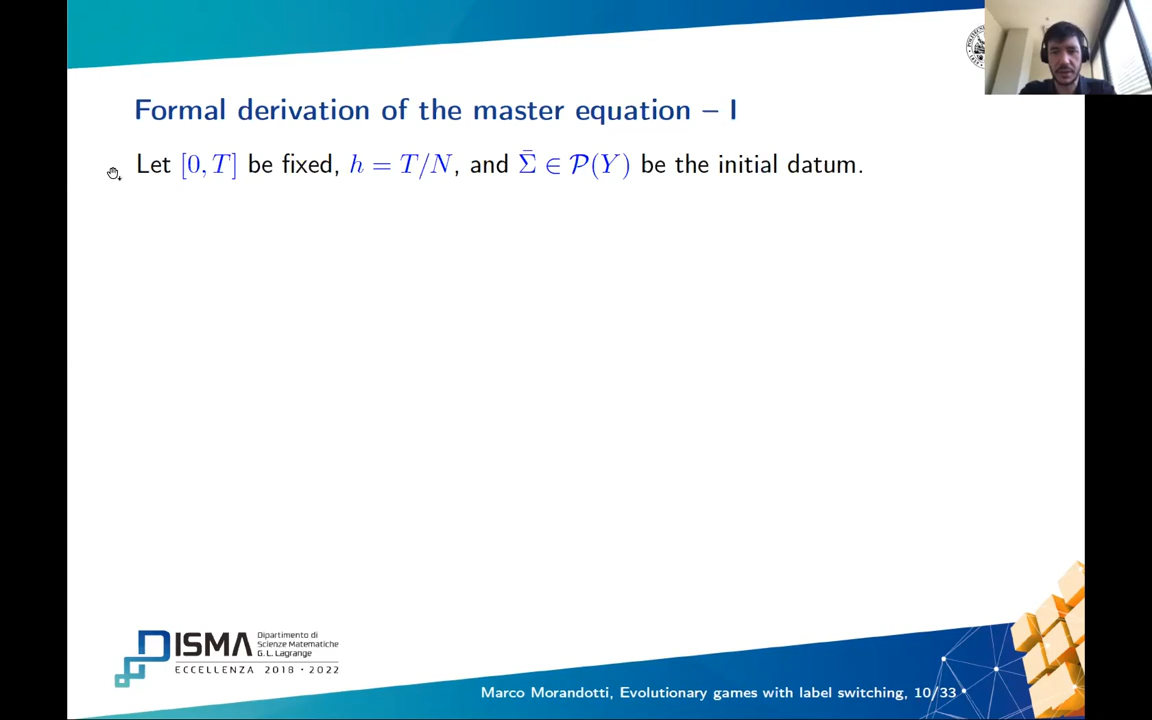 Formal derivation of the master equation – I
Let [0, T] be fixed, h = T/N, and Σ̄ ∈ 𝒫(Y) be the initial datum.
DISMA
Dipartimento di
Scienze Matematiche
G. L. Lagrange
ECCELLENZA 2018 · 2022
Marco Morandotti, Evolutionary games with label switching, 10/33